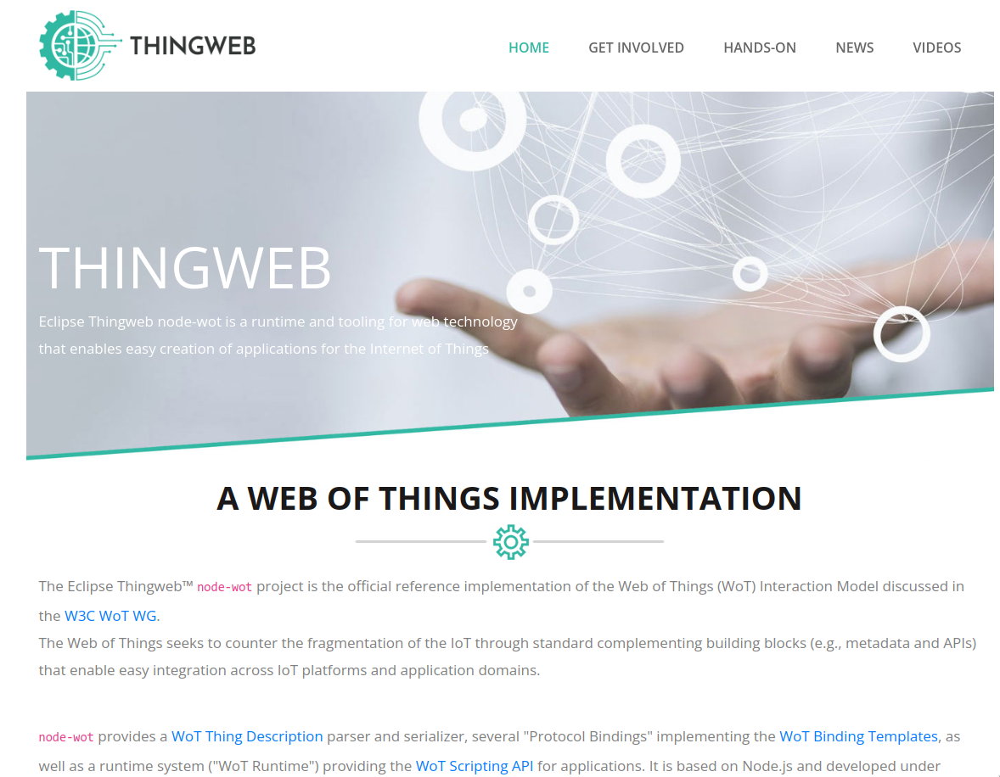 THINGWEB
HOME GET INVOLVED HANDS-ON NEWS VIDEOS
THINGWEB
Eclipse Thingweb node-wot is a runtime and tooling for web technology
that enables easy creation of applications for the Internet of Things
A WEB OF THINGS IMPLEMENTATION
The Eclipse Thingweb™ node-wot project is the official reference implementation of the Web of Things (WoT) Interaction Model discussed in
the W3C WoT WG.
The Web of Things seeks to counter the fragmentation of the IoT through standard complementing building blocks (e.g., metadata and APIs)
that enable easy integration across IoT platforms and application domains.
node-wot provides a WoT Thing Description parser and serializer, several "Protocol Bindings" implementing the WoT Binding Templates, as
well as a runtime system ("WoT Runtime") providing the WoT Scripting API for applications. It is based on Node.js and developed under